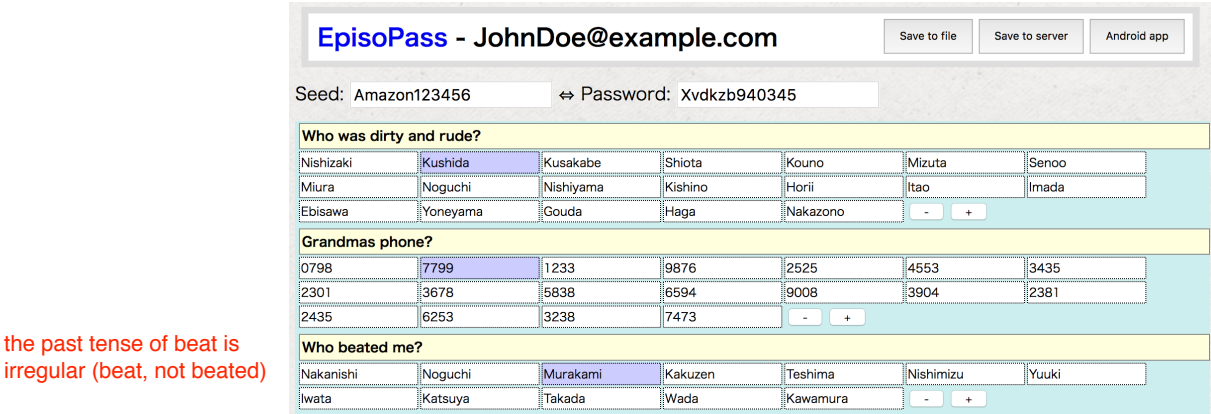 EpisoPass - JohnDoe@example.com
Save to file
Save to server
Android app
Seed: Amazon123456 ⇔ Password: Xvdkzb940345
Who was dirty and rude?
Nishizaki Kushida Kusakabe Shiota Kouno Mizuta Senoo
Miura Noguchi Nishiyama Kishino Horii Itao Imada
Ebisawa Yoneyama Gouda Haga Nakazono - +
Grandmas phone?
0798 7799 1233 9876 2525 4553 3435
2301 3678 5838 6594 9008 3904 2381
2435 6253 3238 7473 - +
the past tense of beat is
irregular (beat, not beated)
Who beated me?
Nakanishi Noguchi Murakami Kakuzen Teshima Nishimizu Yuuki
Iwata Katsuya Takada Wada Kawamura - +